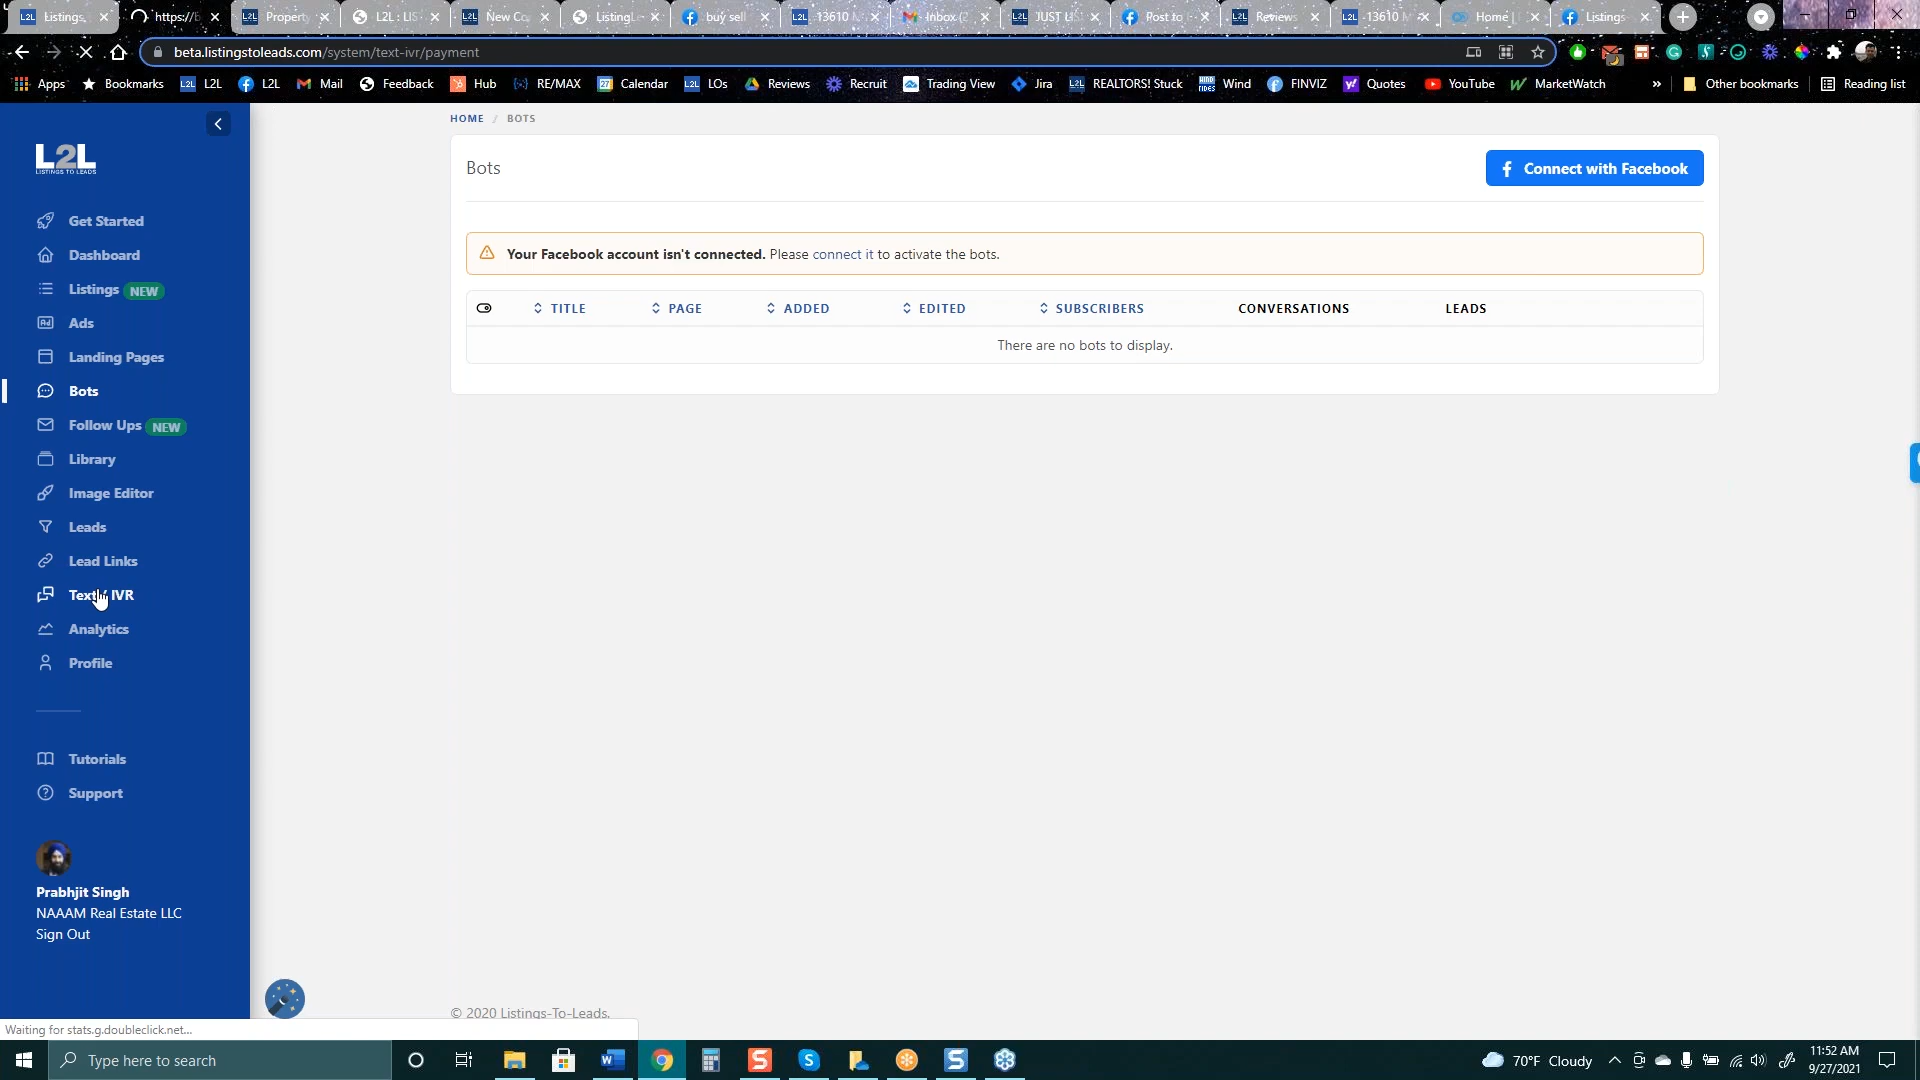 Listings
https://b
Property
L2L : LIS
New Co
ListingLe
buy sell
13610
Inbox (2
JUST LIS
Post to
Reviews
-13610 M
Home |
Listings
beta.listingstoleads.com/system/text-ivr/payment
Apps Bookmarks L2L L2L Mail Feedback Hub RE/MAX Calendar LOs Reviews Recruit Trading View Jira REALTORS! Stuck Wind FINVIZ Quotes YouTube MarketWatch » Other bookmarks Reading list
L2L
LISTINGS TO LEADS
Get Started
Dashboard
Listings NEW
Ads
Landing Pages
Bots
Follow Ups NEW
Library
Image Editor
Leads
Lead Links
Text / IVR
Analytics
Profile
Tutorials
Support
Prabhjit Singh
NAAAM Real Estate LLC
Sign Out
HOME / BOTS
Bots
Connect with Facebook
Your Facebook account isn't connected. Please connect it to activate the bots.
TITLE PAGE ADDED EDITED SUBSCRIBERS CONVERSATIONS LEADS
There are no bots to display.
© 2020 Listings-To-Leads.
Waiting for stats.g.doubleclick.net...
Type here to search
70°F Cloudy
11:52 AM
9/27/2021